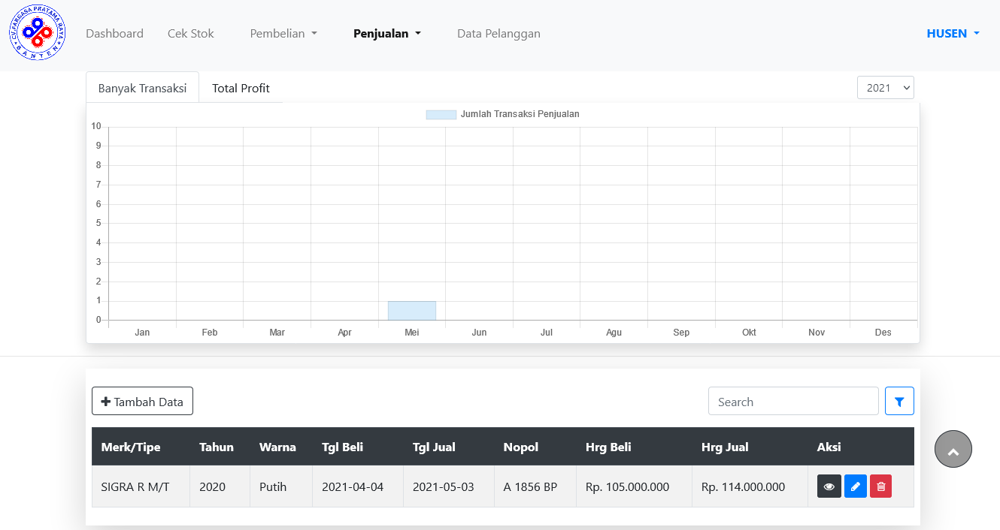 CV.FARGASA PRATAMA RAYA
BANTEN
Dashboard Cek Stok Pembelian Penjualan Data Pelanggan HUSEN
Banyak Transaksi Total Profit 2021
Jumlah Transaksi Penjualan
10
9
8
7
6
5
4
3
2
1
0
Jan Feb Mar Apr Mei Jun Jul Agu Sep Okt Nov Des
Tambah Data Search
Merk/Tipe Tahun Warna Tgl Beli Tgl Jual Nopol Hrg Beli Hrg Jual Aksi
SIGRA R M/T 2020 Putih 2021-04-04 2021-05-03 A 1856 BP Rp. 105.000.000 Rp. 114.000.000